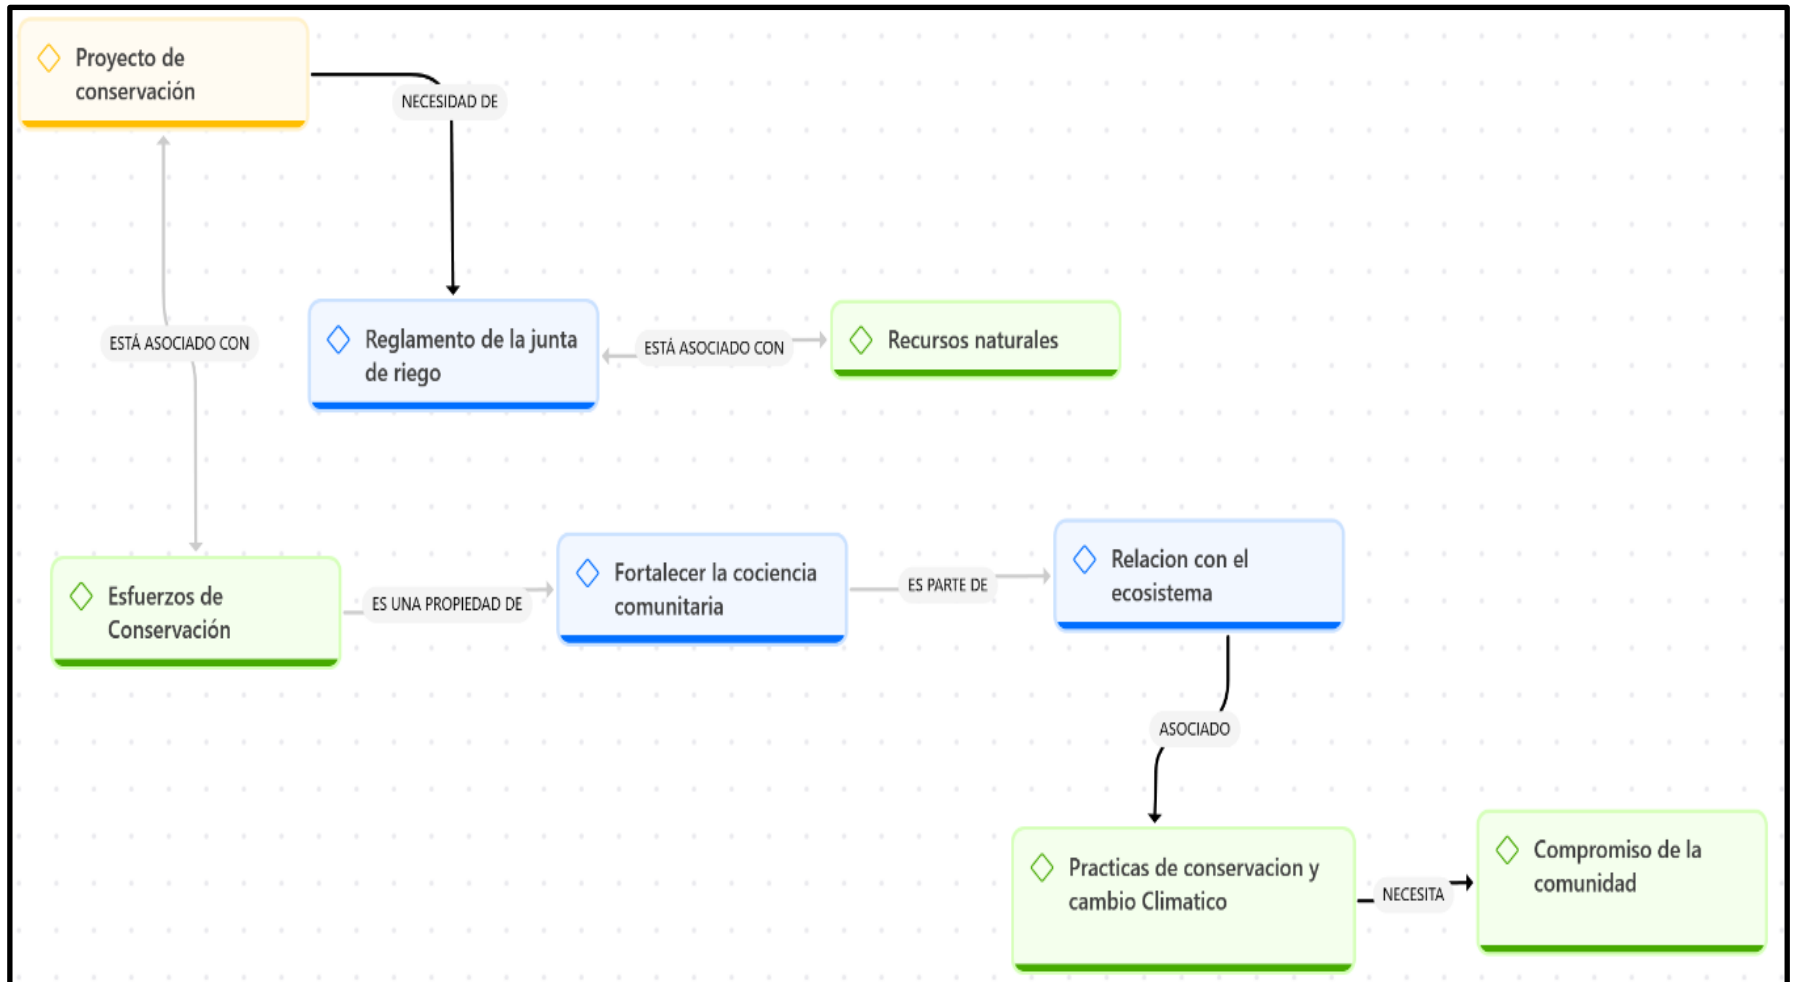 Proyecto de
conservación
NECESIDAD DE
ESTÁ ASOCIADO CON
Reglamento de la junta
de riego
ESTÁ ASOCIADO CON
Recursos naturales
Esfuerzos de
Conservación
ES UNA PROPIEDAD DE
Fortalecer la cociencia
comunitaria
ES PARTE DE
Relacion con el
ecosistema
ASOCIADO
Practicas de conservacion y
cambio Climatico
NECESITA
Compromiso de la
comunidad